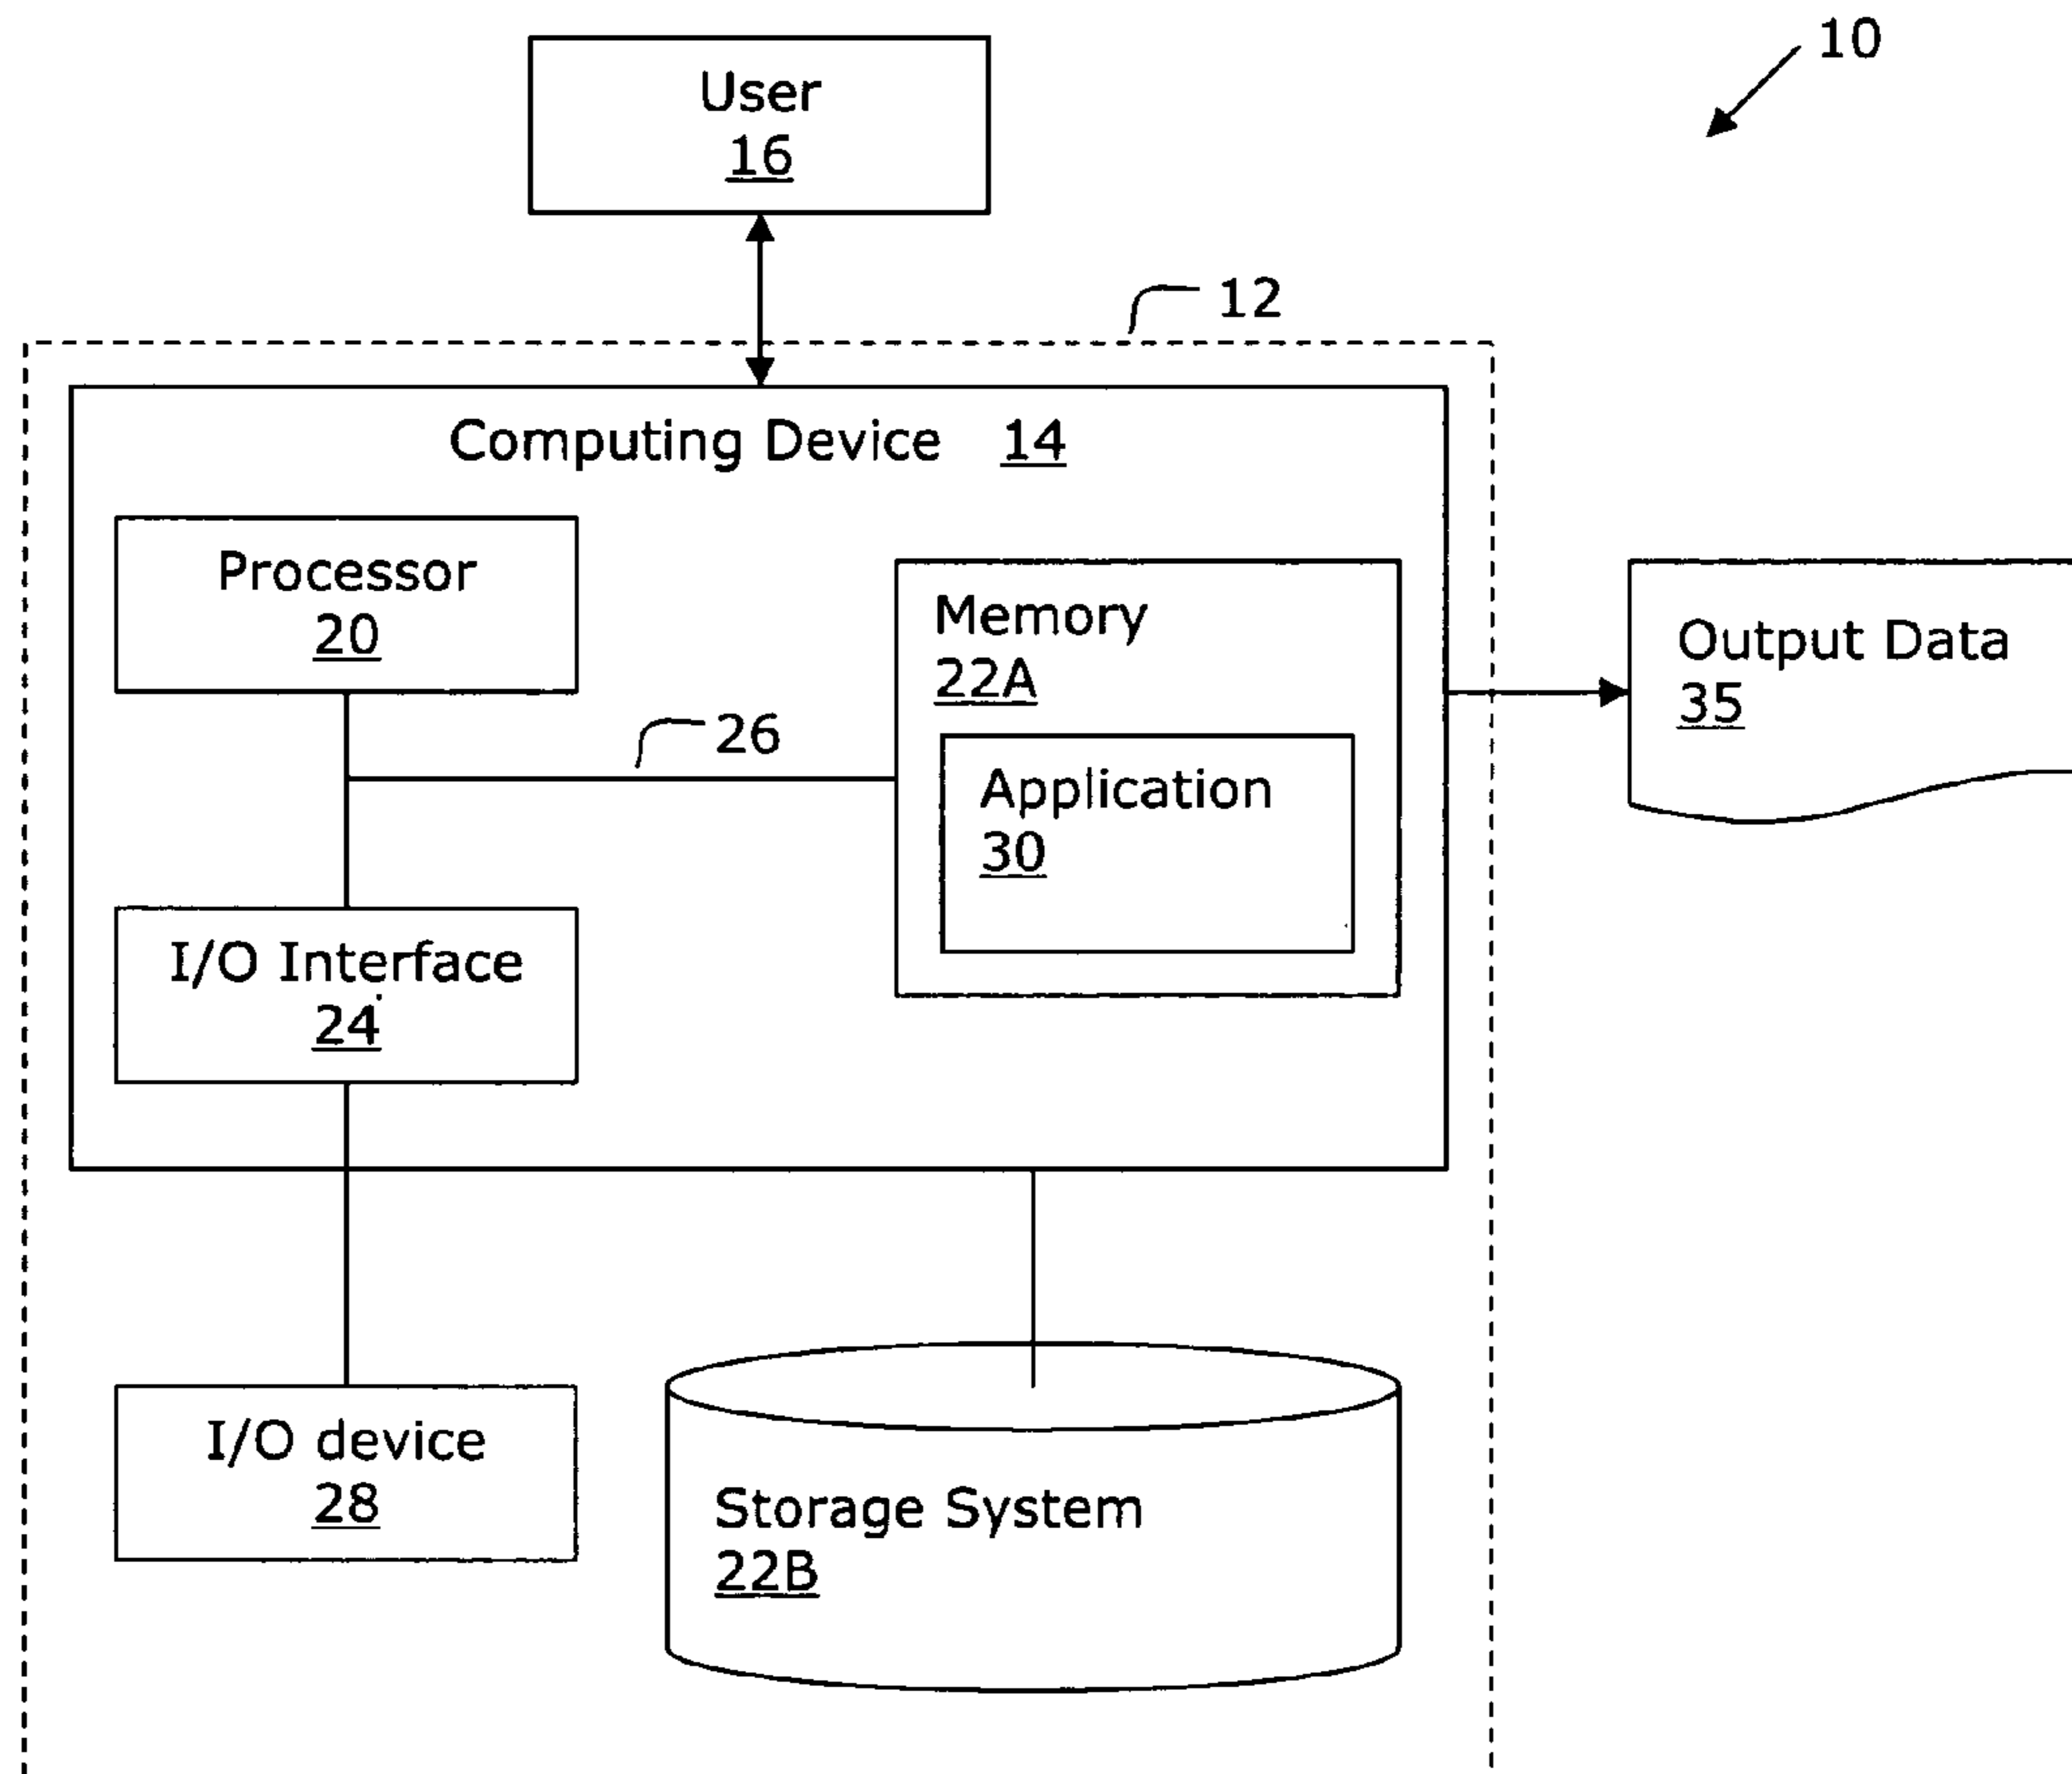 10
User
16
12
Computing Device 14
Processor
20
Memory
22A
Output Data
35
26
Application
30
I/O Interface
24
I/O device
28
Storage System
22B